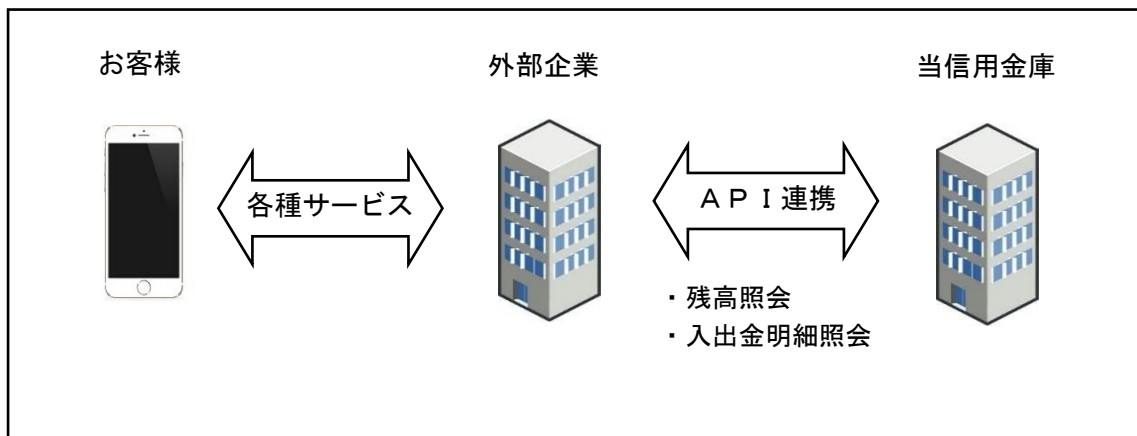 お客様
外部企業
当信用金庫
各種サービス
ＡＰＩ連携
・残高照会
・入出金明細照会